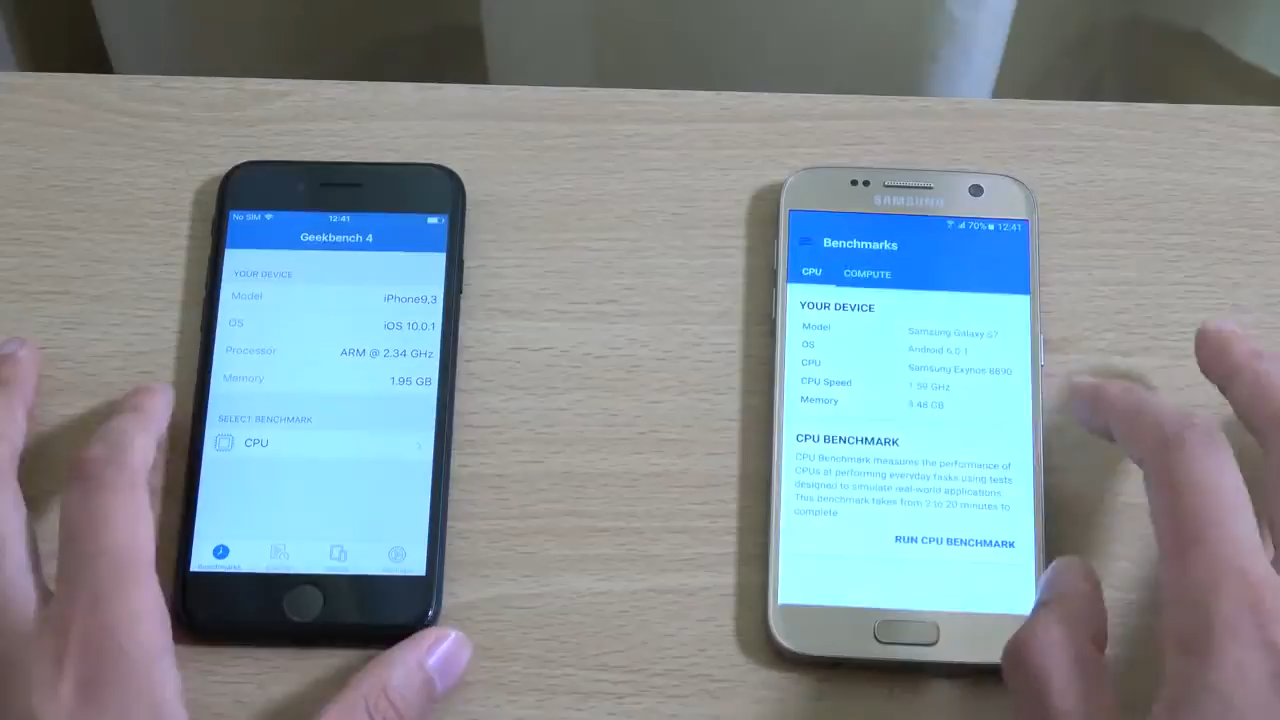 No SIM 12:41
Geekbench 4
YOUR DEVICE
Model iPhone9,3
OS iOS 10.0.1
Processor ARM @ 2.34 GHz
Memory 1.95 GB
SELECT BENCHMARK
CPU
Benchmarks
SAMSUNG
70% 12:41
Benchmarks
CPU COMPUTE
YOUR DEVICE
Model Samsung Galaxy S7
OS Android 6.0.1
CPU Samsung Exynos 8890
CPU Speed 1.59 GHz
Memory 3.48 GB
CPU BENCHMARK
CPU Benchmark measures the performance of
CPUs at performing everyday tasks using tests
designed to simulate real-world applications.
This benchmark takes from 2 to 20 minutes to
complete.
RUN CPU BENCHMARK